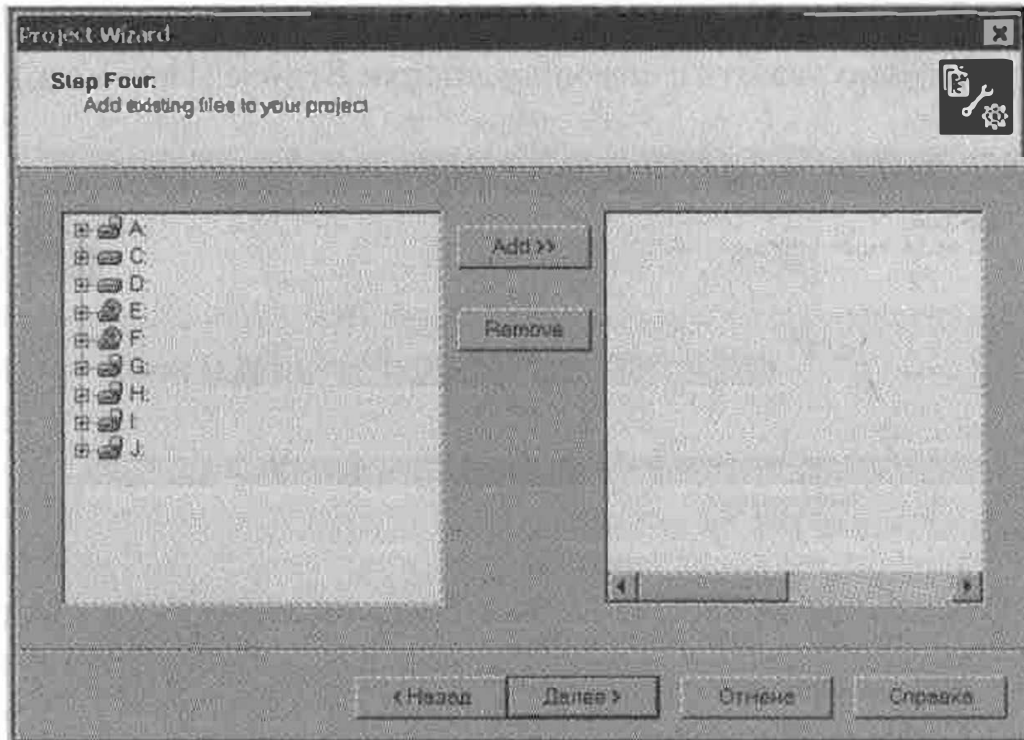 Project Wizard
Step Four:
Add existing files to your project
A:
C:
D:
E:
F:
G:
H:
I:
J:
Add >>
Remove
< Назад
Далее >
Отмена
Справка